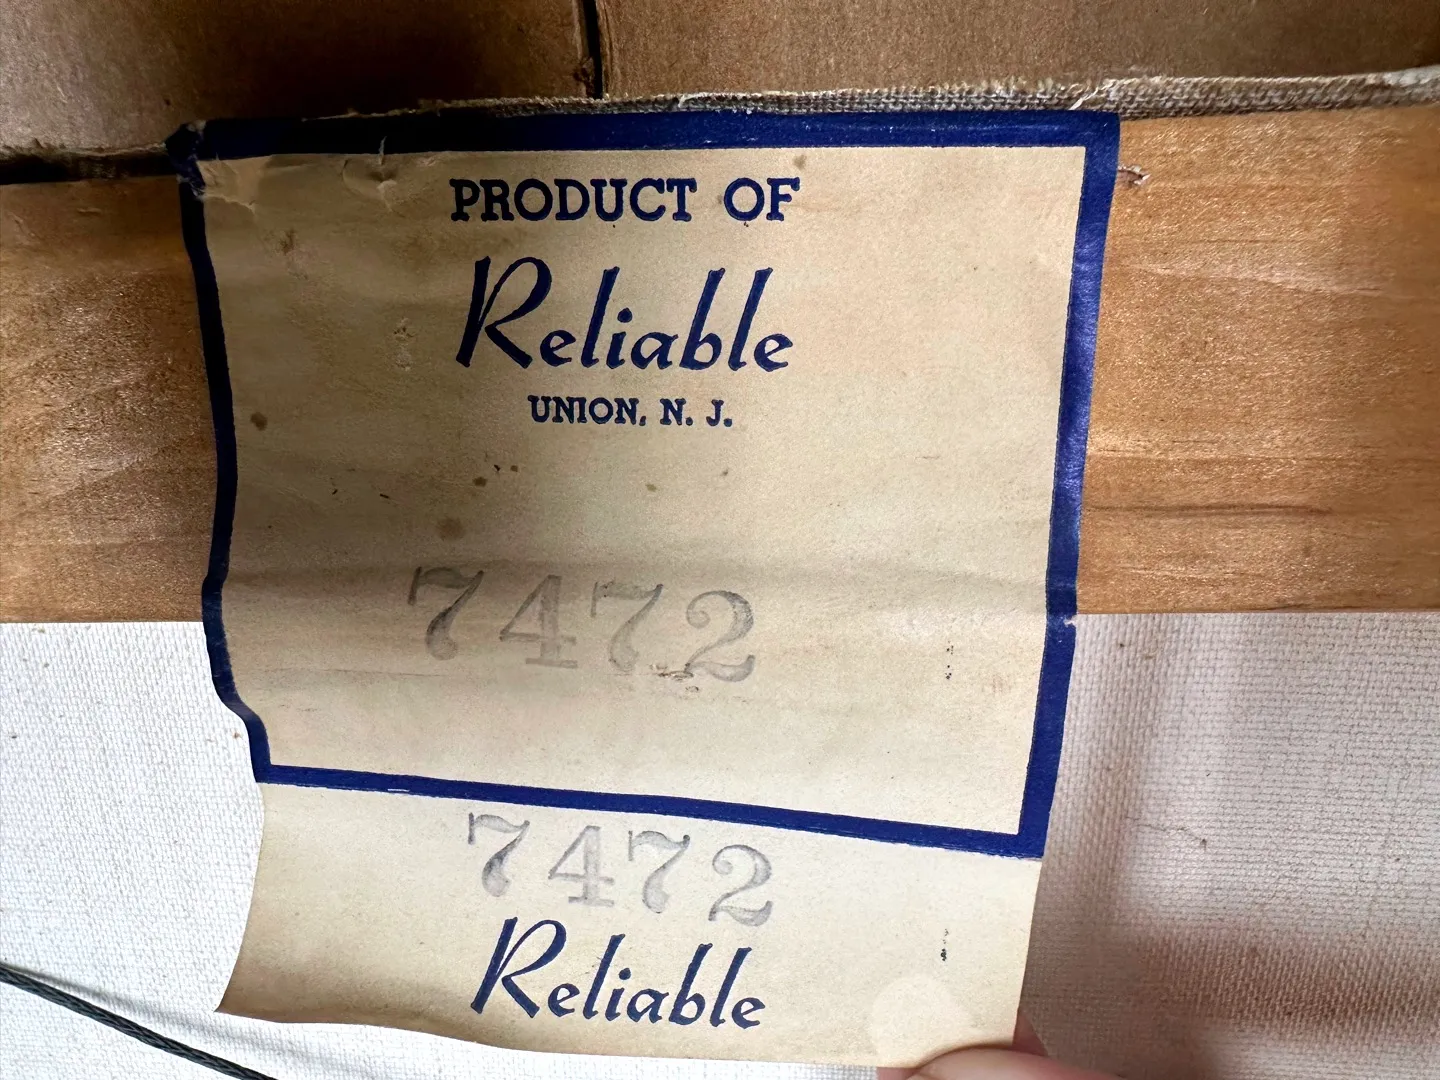 PRODUCT OF
Reliable
UNION, N. J.
7472
7472
Reliable